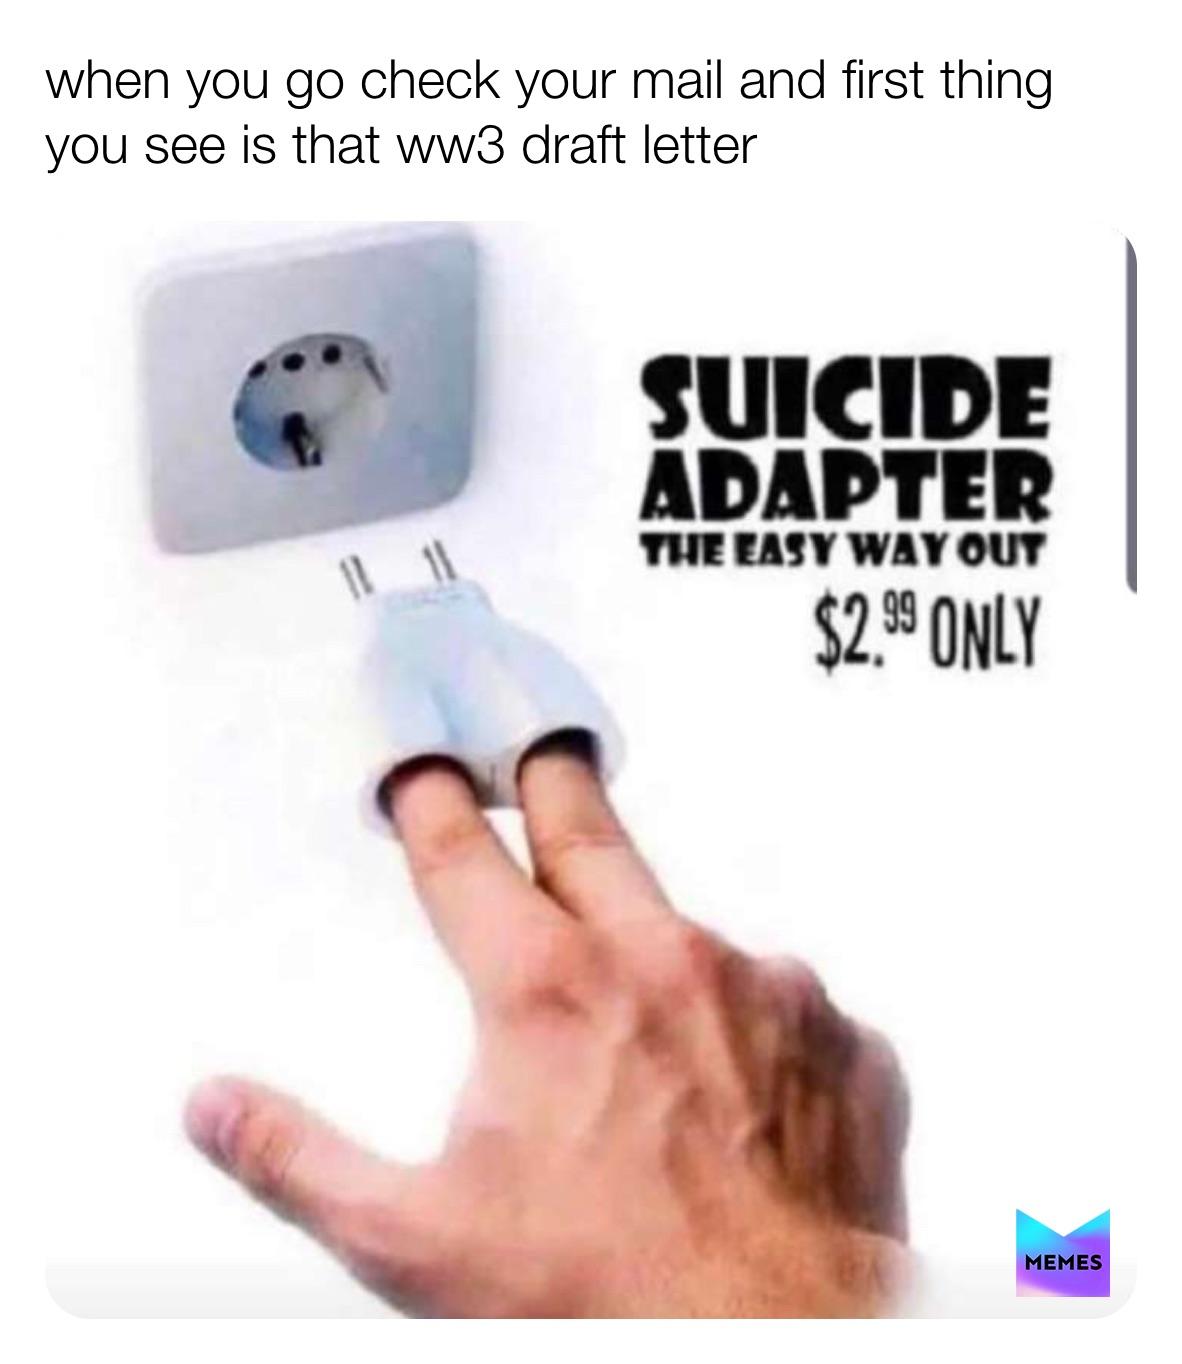 when you go check your mail and first thing
you see is that ww3 draft letter
SUICIDE
ADAPTER
THE EASY WAY OUT
$2.99 ONLY
MEMES